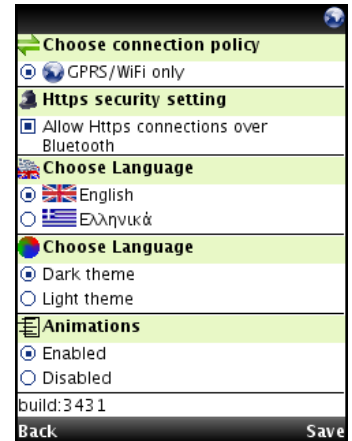 Choose connection policy
GPRS/WiFi only
Https security setting
Allow Https connections over
Bluetooth
Choose Language
English
Ελληνικά
Choose Language
Dark theme
Light theme
Animations
Enabled
Disabled
build:3431
Back Save